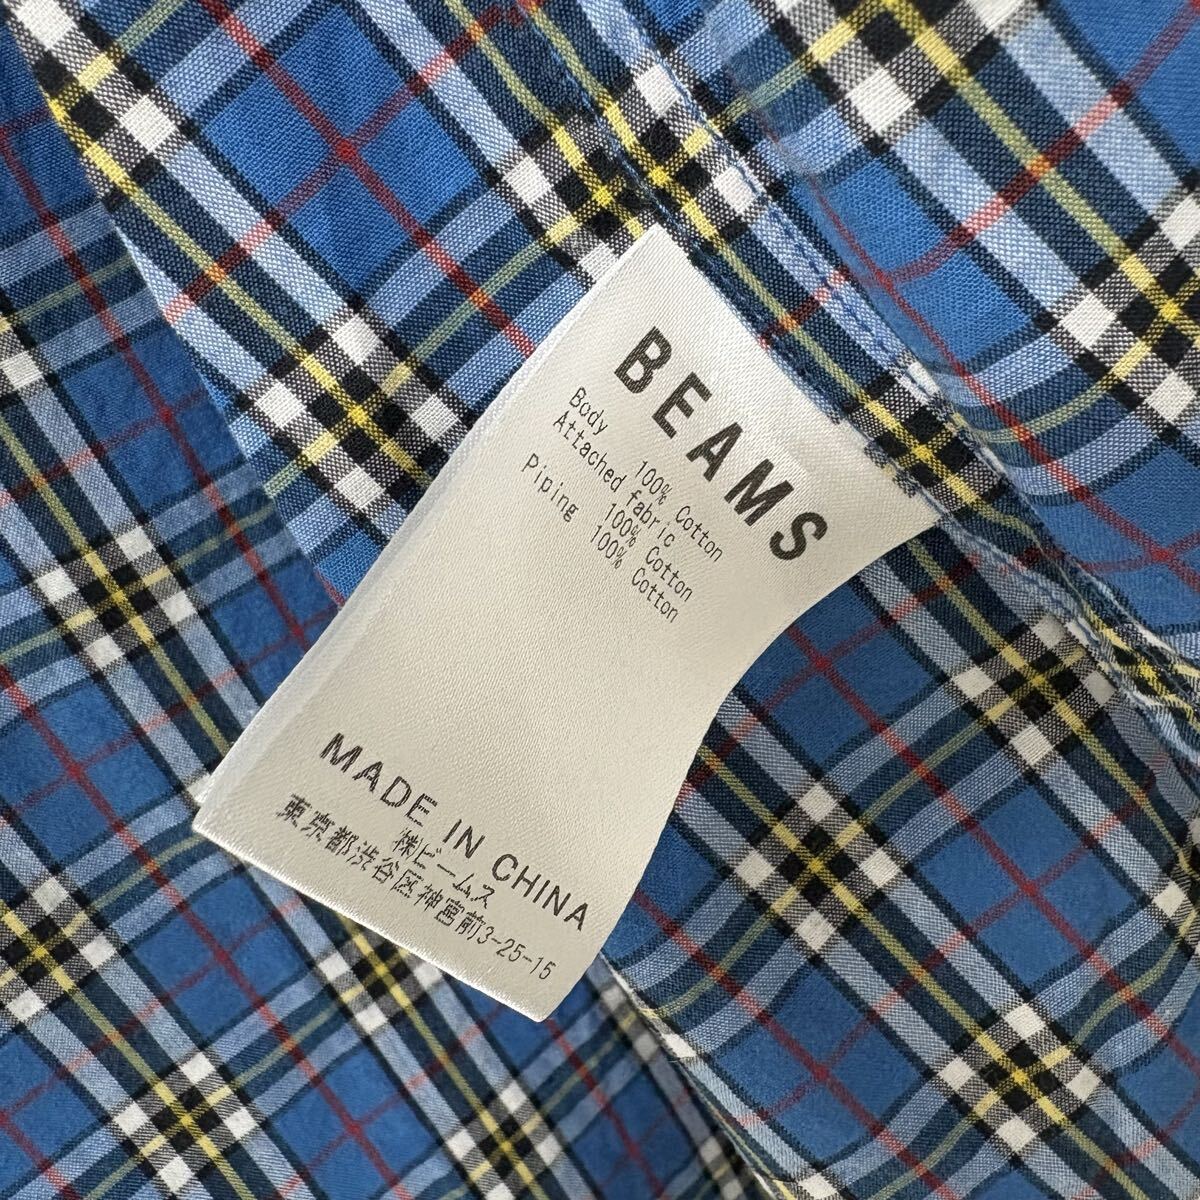 BEAMS
Body
100% Cotton
Attached fabric
100% Cotton
Piping
100% Cotton
MADE IN CHINA
株ビームス
東京都渋谷区神宮前3-25-15